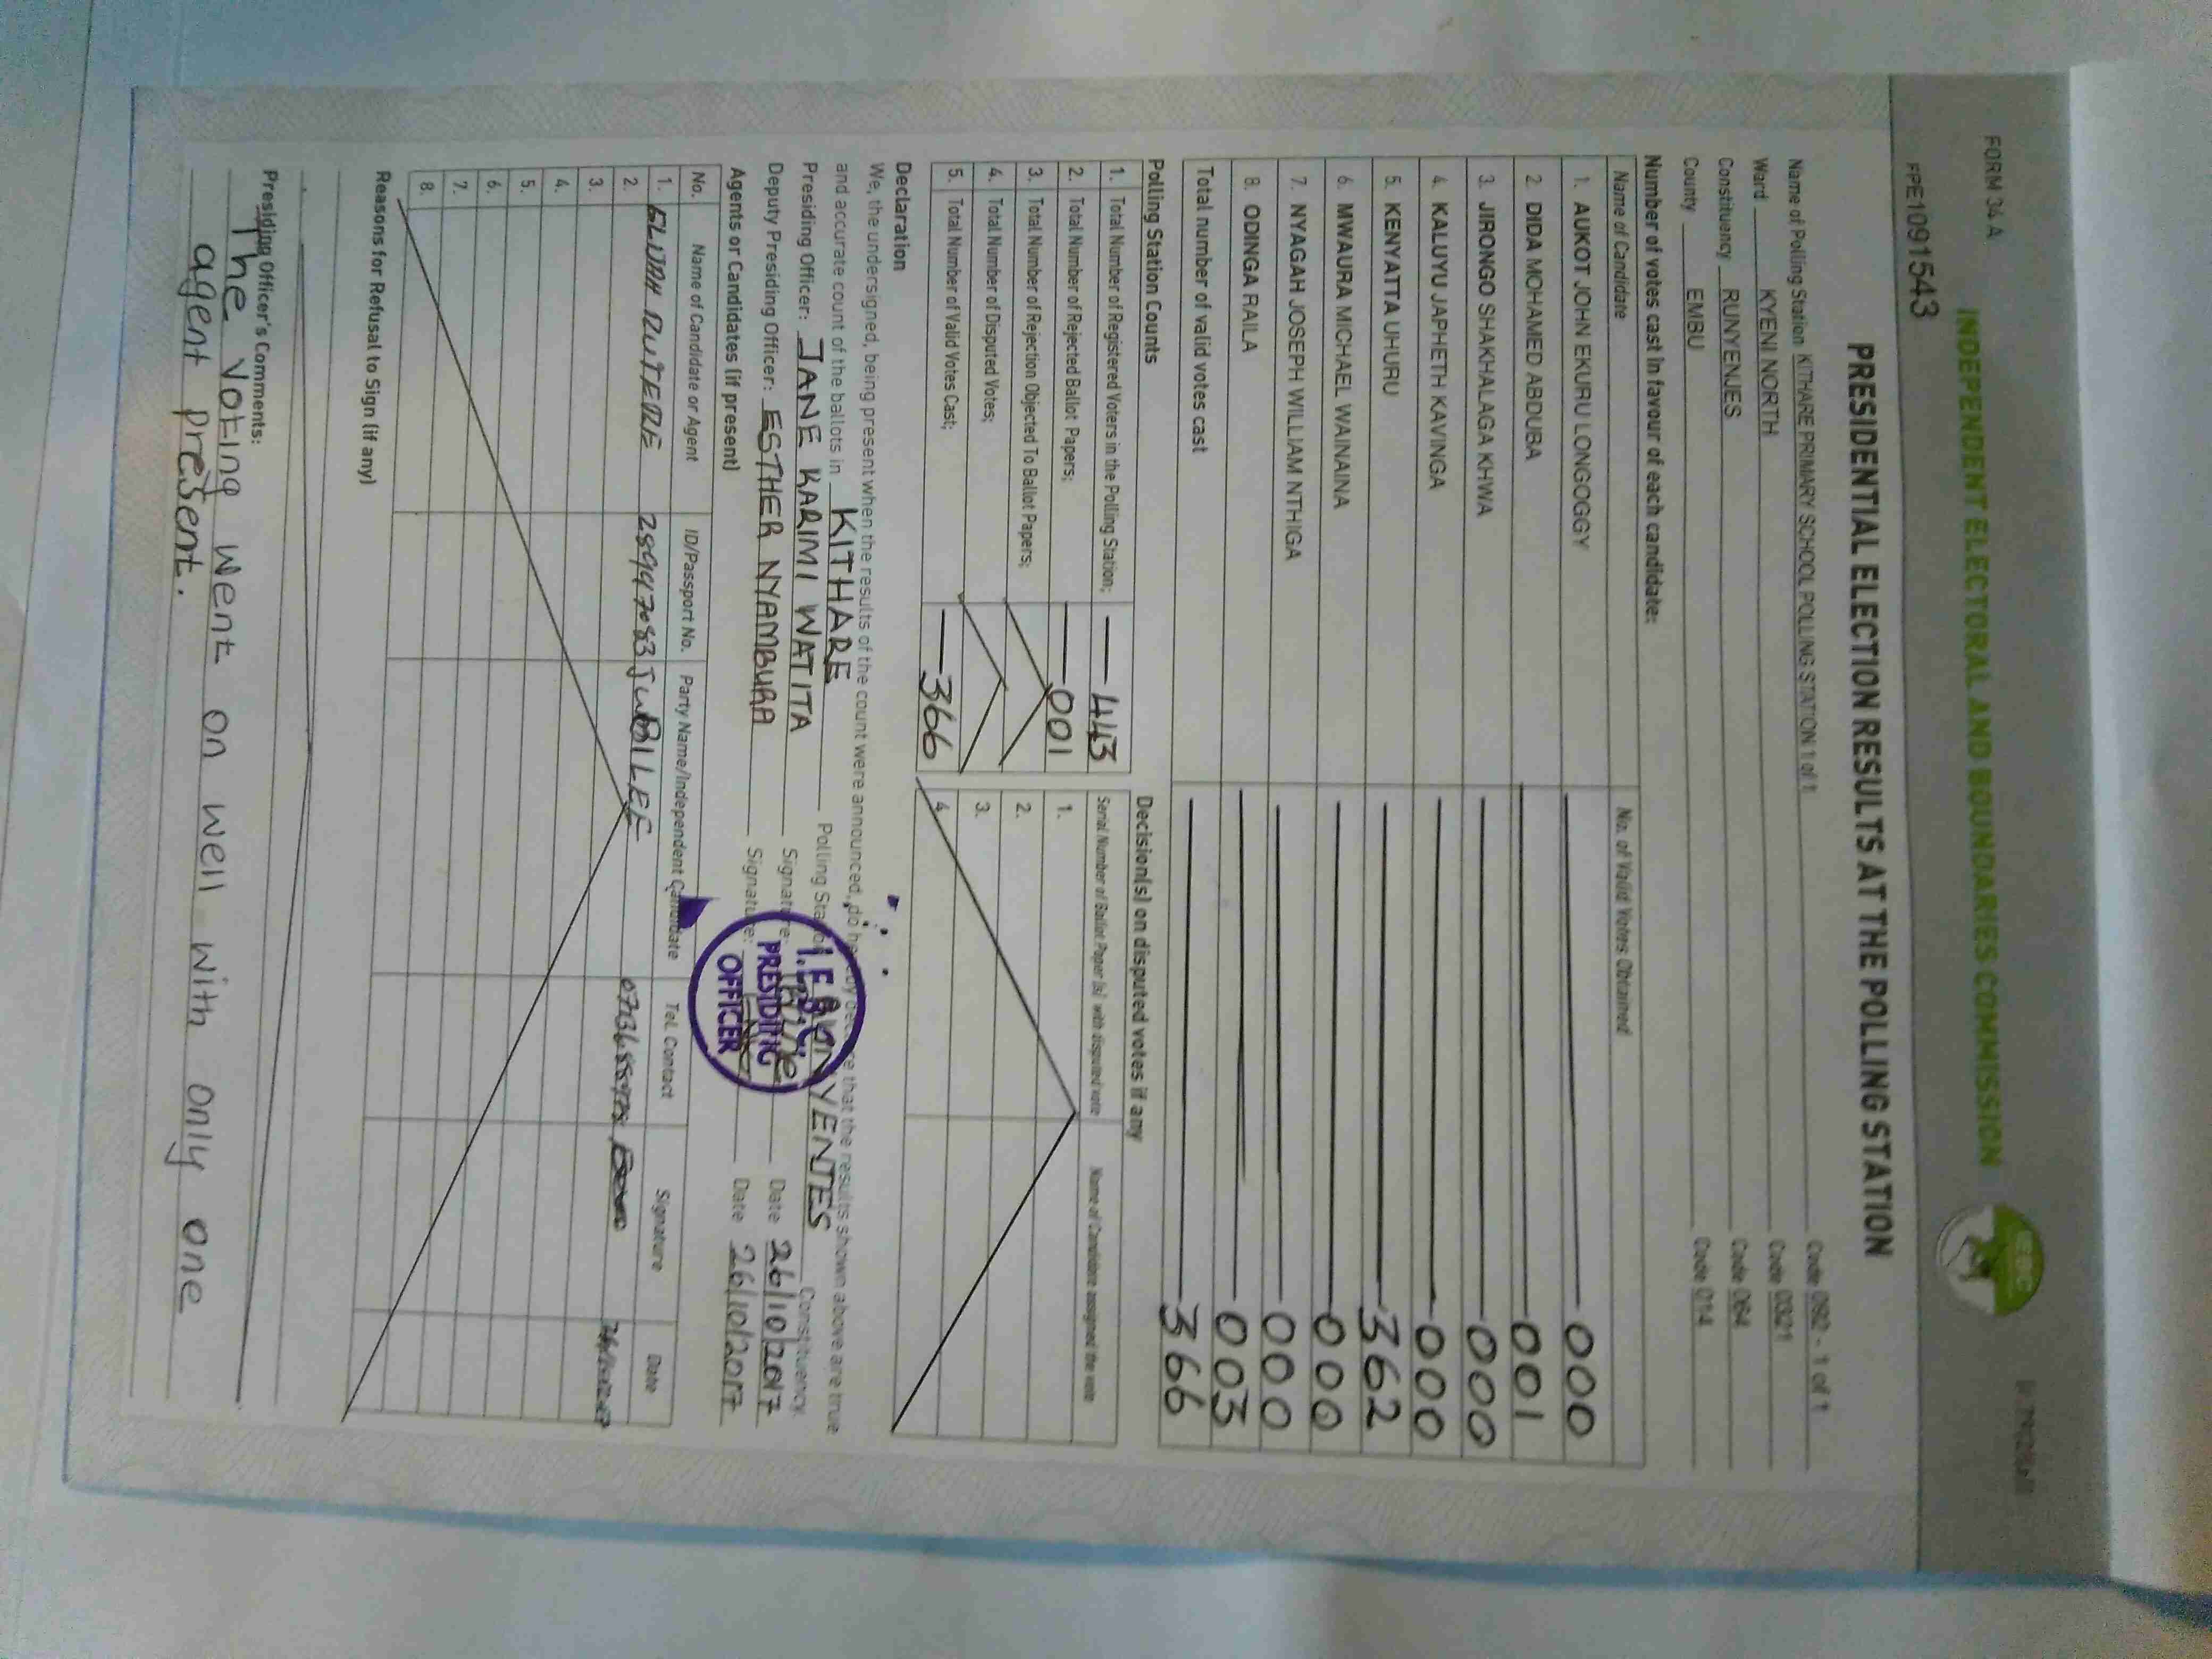 FORM 34 A
INDEPENDENT ELECTORAL AND BOUNDARIES COMMISSION
IEBC
FPE1091543
PRESIDENTIAL ELECTION RESULTS AT THE POLLING STATION
Name of Polling Station KITHARE PRIMARY SCHOOL POLLING STATION 1 of 1 Code 092 - 1 of 1
Ward KYENI NORTH Code 0321
Constituency RUNYENJES Code 064
County EMBU Code 014
Number of votes cast in favour of each candidate:
Name of Candidate No. of Valid Votes Obtained
1. AUKOT JOHN EKURU LONGOGGY 000
2. DIDA MOHAMED ABDUBA 001
3. JIRONGO SHAKHALAGA KHWA 000
4. KALUYU JAPHETH KAVINGA 000
5. KENYATTA UHURU 362
6. MWAURA MICHAEL WAINAINA 000
7. NYAGAH JOSEPH WILLIAM NTHIGA 000
8. ODINGA RAILA 003
Total number of valid votes cast 366
Polling Station Counts Decision(s) on disputed votes if any
1. Total Number of Registered Voters in the Polling Station; 443
2. Total Number of Rejected Ballot Papers; 001
3. Total Number of Rejection Objected To Ballot Papers;
4. Total Number of Disputed Votes;
5. Total Number of Valid Votes Cast; 366
Serial Number of Ballot Paper (s) with disputed vote Name of Candidate assigned the vote
1.
2.
3.
4.
Declaration
We, the undersigned, being present when the results of the count were announced, do hereby declare that the results shown above are true
and accurate count of the ballots in KITHARE Polling Station YENJES Constituency.
Presiding Officer: JANE KARIMI WATITA Signature: Date 26/10/2017
Deputy Presiding Officer: ESTHER NYAMBURA Signature: Date 26/10/2017
I.E.B.C.
PRESIDING
OFFICER
Agents or Candidates (if present)
No. Name of Candidate or Agent ID/Passport No. Party Name/Independent Candidate Tel. Contact Signature Date
1. ELIJAH JUBILEE
2.
3.
4.
5.
6.
7.
8.
Reasons for Refusal to Sign (if any)
Presiding Officer's Comments:
The voting went on well with only one
agent present.